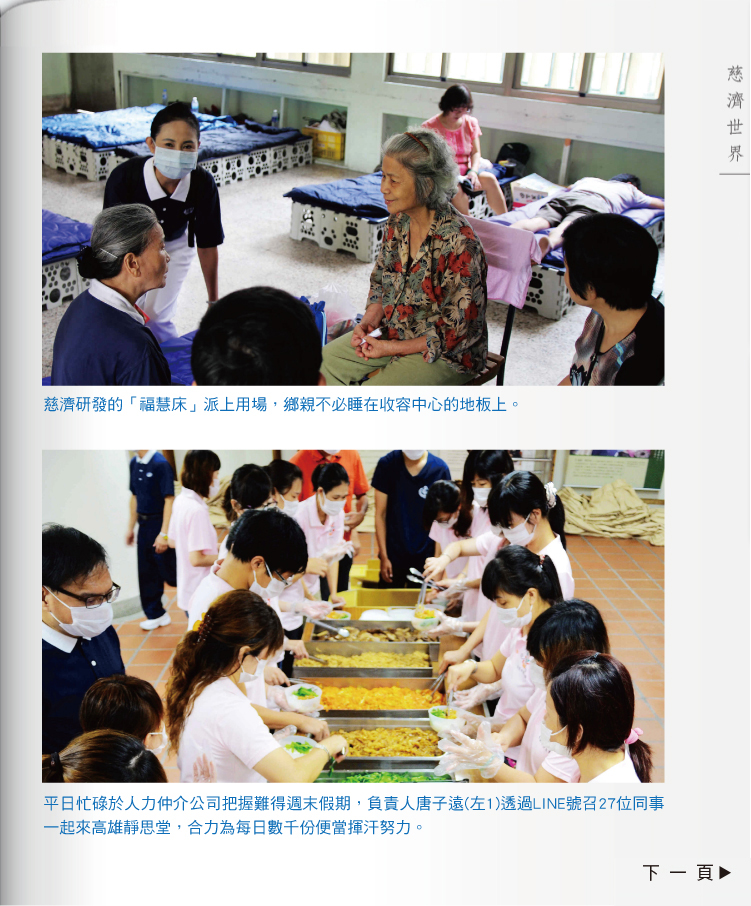 慈濟世界
慈濟研發的「福慧床」派上用場，鄉親不必睡在收容中心的地板上。
平日忙碌於人力仲介公司把握難得週末假期，負責人唐子遠(左1)透過LINE號召27位同事
一起來高雄靜思堂，合力為每日數千份便當揮汗努力。
下一頁▶